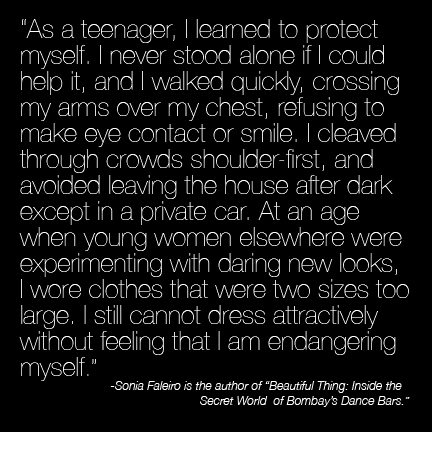 "As a teenager, I learned to protect
myself. I never stood alone if I could
help it, and I walked quickly, crossing
my arms over my chest, refusing to
make eye contact or smile. I cleaved
through crowds shoulder-first, and
avoided leaving the house after dark
except in a private car. At an age
when young women elsewhere were
experimenting with daring new looks,
I wore clothes that were two sizes too
large. I still cannot dress attractively
without feeling that I am endangering
myself."
-Sonia Faleiro is the author of "Beautiful Thing: Inside the
Secret World of Bombay's Dance Bars."